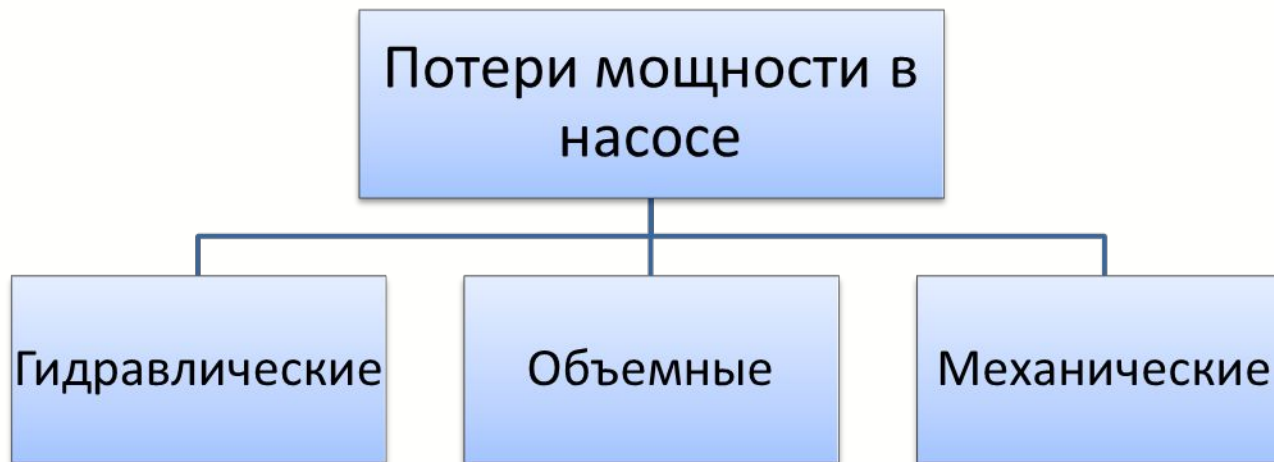 Потери мощности в
насосе
Гидравлические
Объемные
Механические